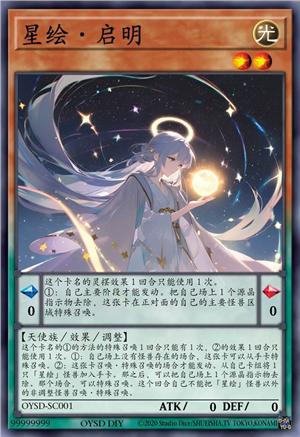 星绘·启明
光
这个卡名的灵摆效果1回合只能使用1次。
①：自己主要阶段才能发动。把自己场上1个源晶
指示物去除，这张卡在正对面的自己的主要怪兽区
域特殊召唤。
0
0
【天使族／效果／调整】
这个卡名的①的方法的特殊召唤1回合只能有1次，②的效果1回合
只能使用1次。①：自己场上没有怪兽存在的场合，这张卡可以从手卡特
殊召唤。②：这张卡召唤·特殊召唤的场合才能发动。从自己卡组将1
只「星绘」怪兽加入手卡。那之后，可以把自己场上1个源晶指示物去
除。那个场合，可以特殊召唤。这个回合自己不能把「星绘」怪兽以外
的非调整怪兽特殊召唤·特殊召唤。
OYSD-SC001
ATK/ 0
DEF/ 0
99999999
OYSD DIY
©2020 Studio Dice/SHUEISHA,TV TOKYO,KONAMI